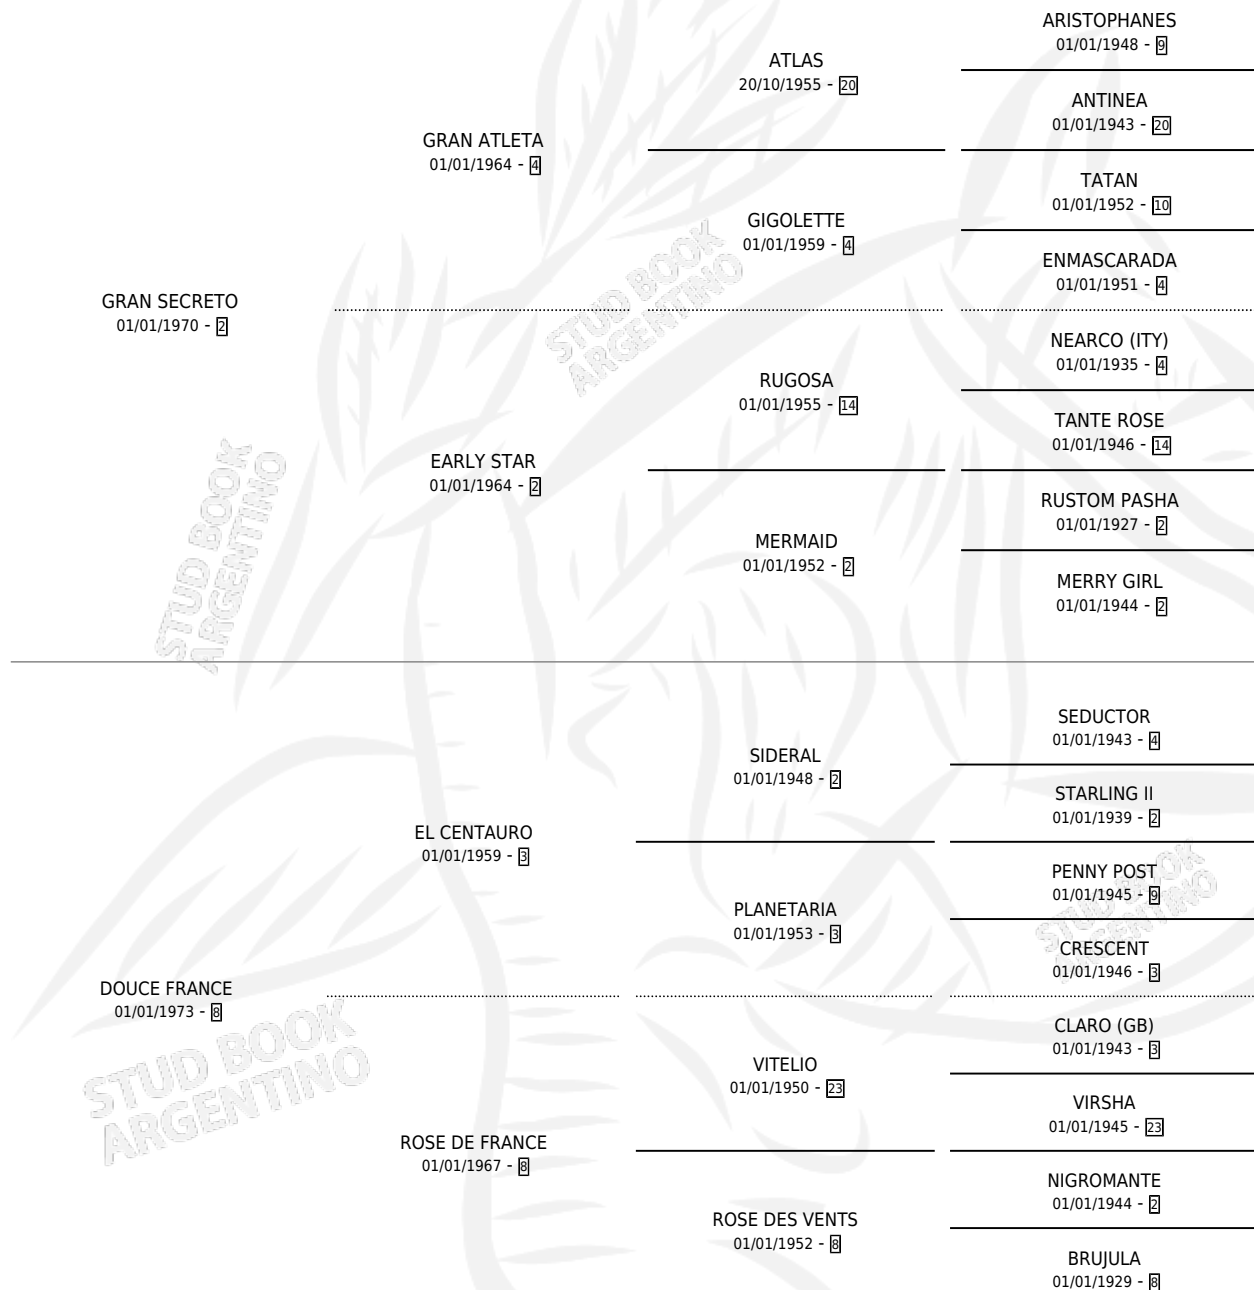 ARISTOPHANES
01/01/1948 - 9
ATLAS
20/10/1955 - 20
ANTINEA
01/01/1943 - 20
GRAN ATLETA
01/01/1964 - 4
TATAN
01/01/1952 - 10
GIGOLETTE
01/01/1959 - 4
ENMASCARADA
01/01/1951 - 4
GRAN SECRETO
01/01/1970 - 2
NEARCO (ITY)
01/01/1935 - 4
RUGOSA
01/01/1955 - 14
TANTE ROSE
01/01/1946 - 14
EARLY STAR
01/01/1964 - 2
RUSTOM PASHA
01/01/1927 - 2
MERMAID
01/01/1952 - 2
MERRY GIRL
01/01/1944 - 2
STUD BOOK
ARGENTINO
STUD BOOK
ARGENTINO
SEDUCTOR
01/01/1943 - 4
SIDERAL
01/01/1948 - 2
STARLING II
01/01/1939 - 2
EL CENTAURO
01/01/1959 - 3
PENNY POST
01/01/1945 - 9
PLANETARIA
01/01/1953 - 3
CRESCENT
01/01/1946 - 3
DOUCE FRANCE
01/01/1973 - 8
CLARO (GB)
01/01/1943 - 3
VITELIO
01/01/1950 - 23
VIRSHA
01/01/1945 - 23
ROSE DE FRANCE
01/01/1967 - 8
NIGROMANTE
01/01/1944 - 2
ROSE DES VENTS
01/01/1952 - 8
BRUJULA
01/01/1929 - 8
STUD BOOK
ARGENTINO
STUD BOOK
ARGENTINO